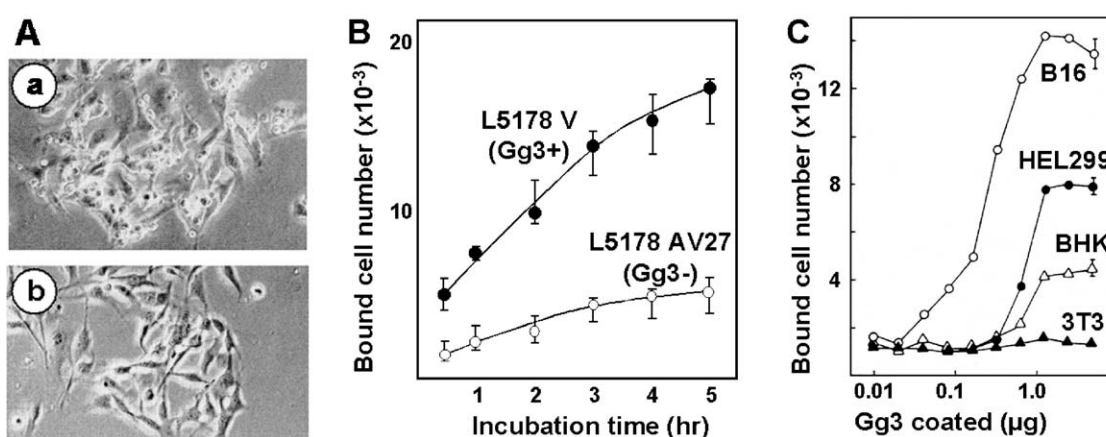 A
a
b
B
Bound cell number (x10⁻³)
20
10
L5178 V
(Gg3+)
L5178 AV27
(Gg3-)
1 2 3 4 5
Incubation time (hr)
C
Bound cell number (x10⁻³)
12
8
4
B16
HEL299
BHK
3T3
0.01 0.1 1.0
Gg3 coated (µg)